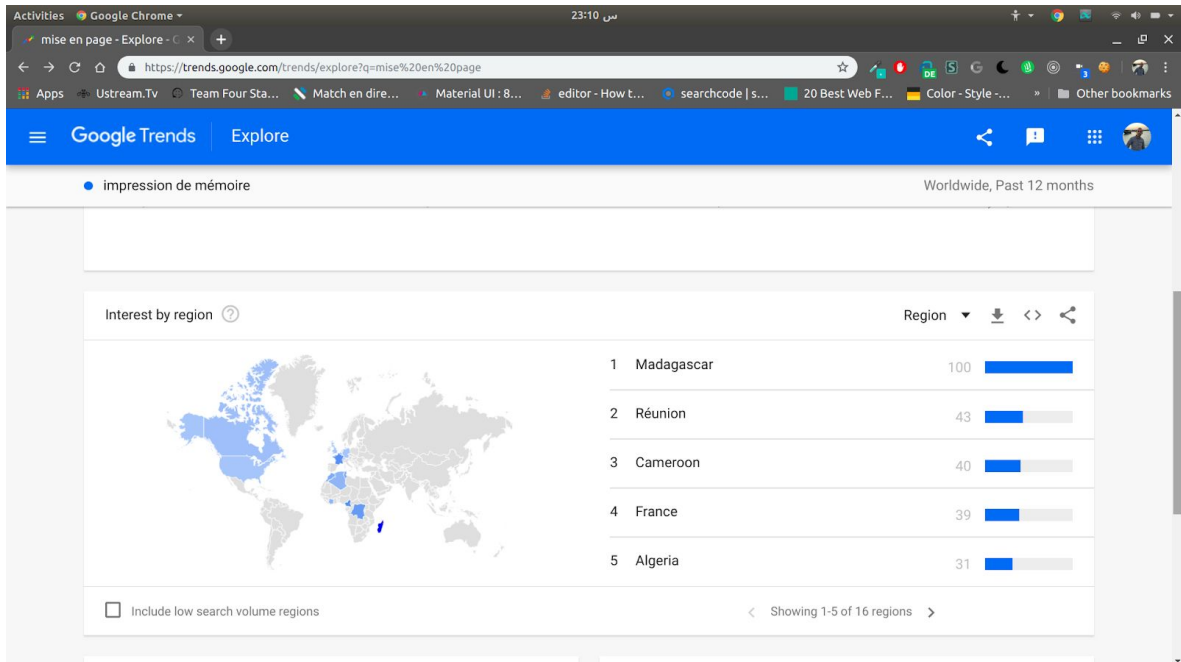 Activities Google Chrome 23:10 س
mise en page - Explore - G
https://trends.google.com/trends/explore?q=mise%20en%20page
Apps Ustream.Tv Team Four Sta... Match en dire... Material UI : 8... editor - How t... searchcode | s... 20 Best Web F... Color - Style -... » Other bookmarks
Google Trends Explore
impression de mémoire Worldwide, Past 12 months
Interest by region Region
1 Madagascar 100
2 Réunion 43
3 Cameroon 40
4 France 39
5 Algeria 31
Include low search volume regions Showing 1-5 of 16 regions